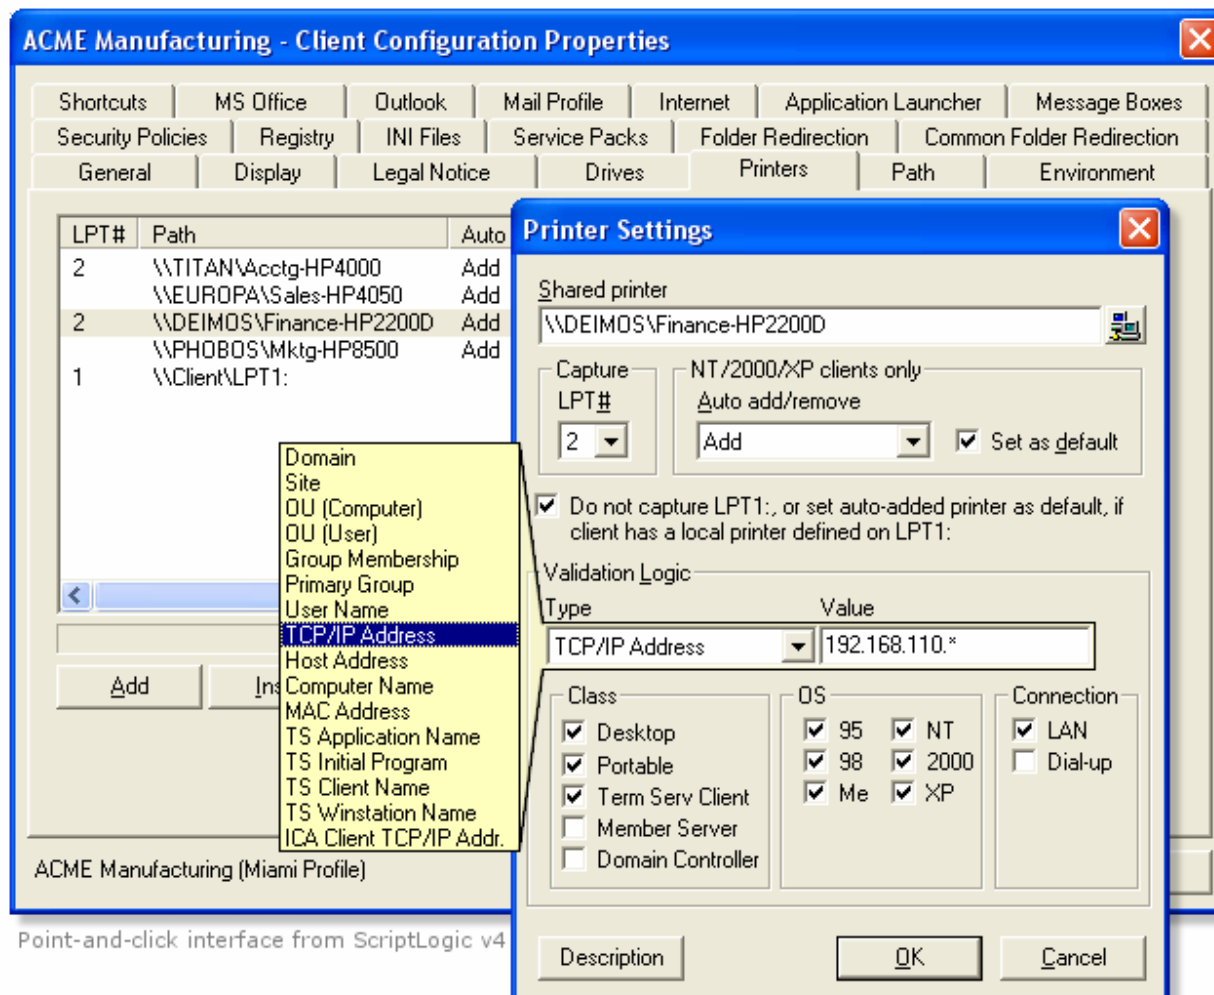 ACME Manufacturing - Client Configuration Properties
Shortcuts MS Office Outlook Mail Profile Internet Application Launcher Message Boxes
Security Policies Registry INI Files Service Packs Folder Redirection Common Folder Redirection
General Display Legal Notice Drives Printers Path Environment
LPT# Path Auto
2 \\TITAN\Acctg-HP4000 Add
\\EUROPA\Sales-HP4050 Add
2 \\DEIMOS\Finance-HP2200D Add
\\PHOBOS\Mktg-HP8500 Add
1 \\Client\LPT1:
Add
ACME Manufacturing (Miami Profile)
Domain
Site
OU (Computer)
OU (User)
Group Membership
Primary Group
User Name
TCP/IP Address
Host Address
Computer Name
MAC Address
TS Application Name
TS Initial Program
TS Client Name
TS Winstation Name
ICA Client TCP/IP Addr.
Printer Settings
Shared printer
\\DEIMOS\Finance-HP2200D
Capture NT/2000/XP clients only
LPT# Auto add/remove
2 Add Set as default
Do not capture LPT1:, or set auto-added printer as default, if
client has a local printer defined on LPT1:
Validation Logic
Type Value
TCP/IP Address 192.168.110.*
Class OS Connection
Desktop 95 NT LAN
Portable 98 2000 Dial-up
Term Serv Client Me XP
Member Server
Domain Controller
Description OK Cancel
Point-and-click interface from ScriptLogic v4